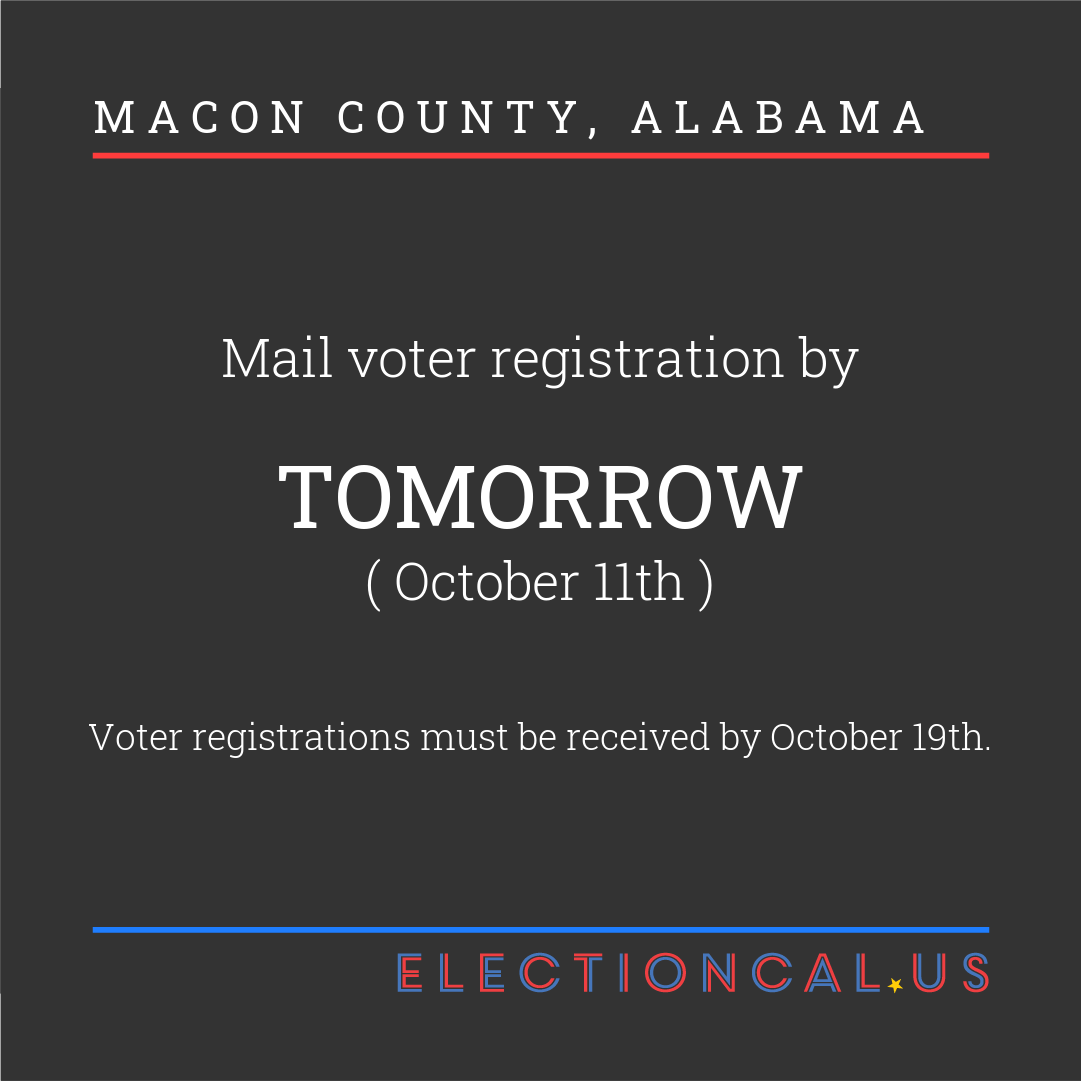 MACON COUNTY, ALABAMA
Mail voter registration by
TOMORROW
( October 11th )
Voter registrations must be received by October 19th.
ELECTIONCAL.US